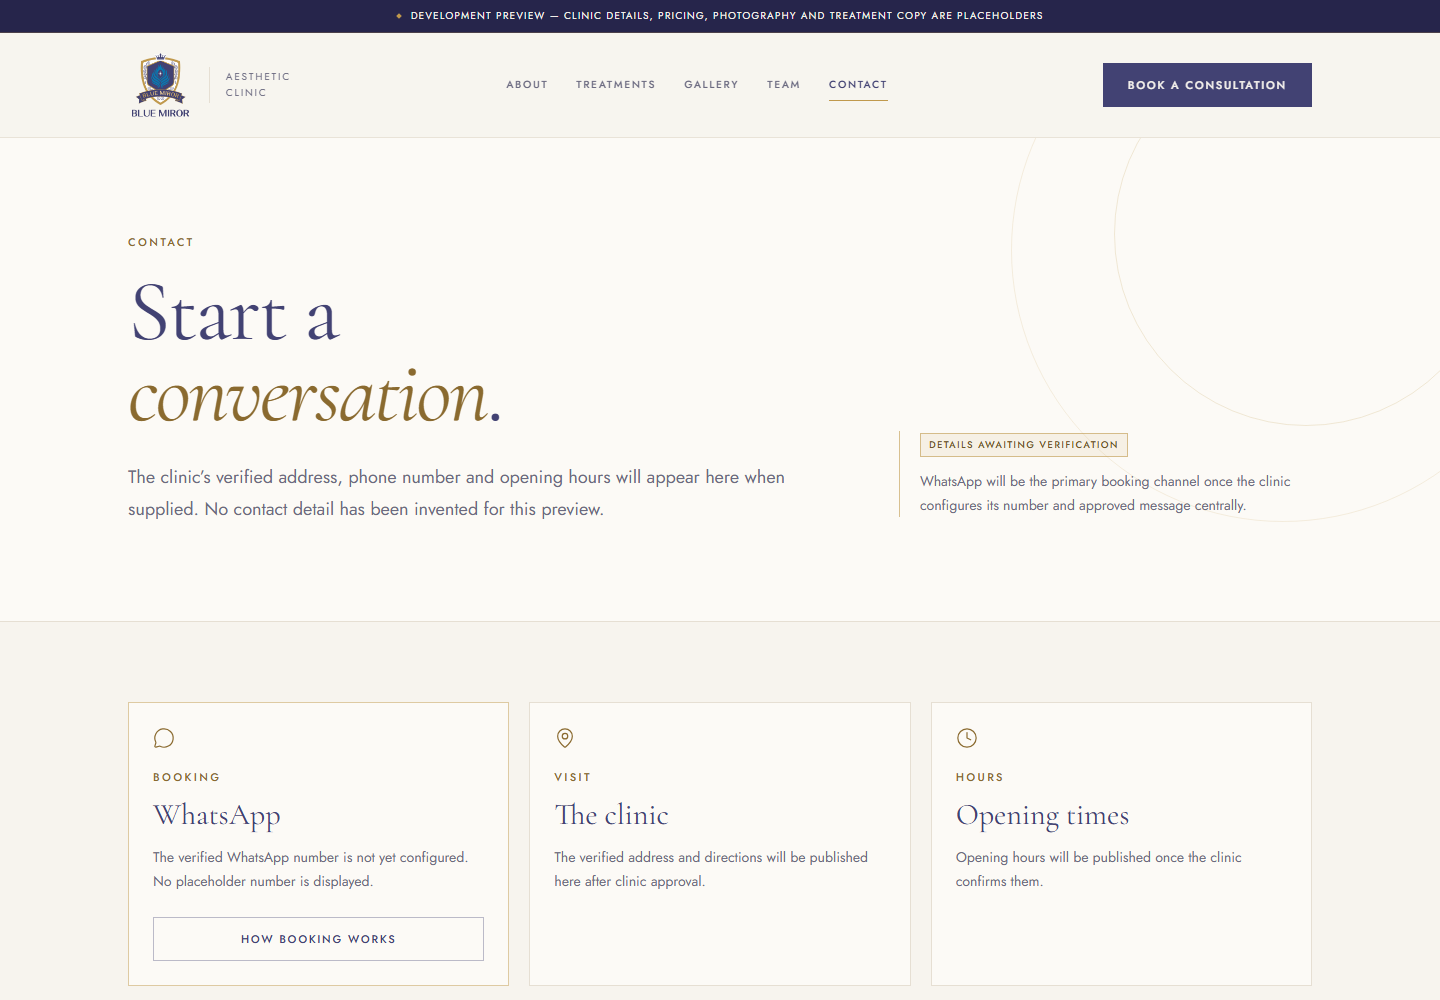 DEVELOPMENT PREVIEW — CLINIC DETAILS, PRICING, PHOTOGRAPHY AND TREATMENT COPY ARE PLACEHOLDERS
BLUE MIROR
BLUE MIROR
AESTHETIC
CLINIC
ABOUT
TREATMENTS
GALLERY
TEAM
CONTACT
BOOK A CONSULTATION
CONTACT
Start a
conversation.
The clinic’s verified address, phone number and opening hours will appear here when
supplied. No contact detail has been invented for this preview.
DETAILS AWAITING VERIFICATION
WhatsApp will be the primary booking channel once the clinic
configures its number and approved message centrally.
BOOKING
WhatsApp
The verified WhatsApp number is not yet configured.
No placeholder number is displayed.
HOW BOOKING WORKS
VISIT
The clinic
The verified address and directions will be published
here after clinic approval.
HOURS
Opening times
Opening hours will be published once the clinic
confirms them.